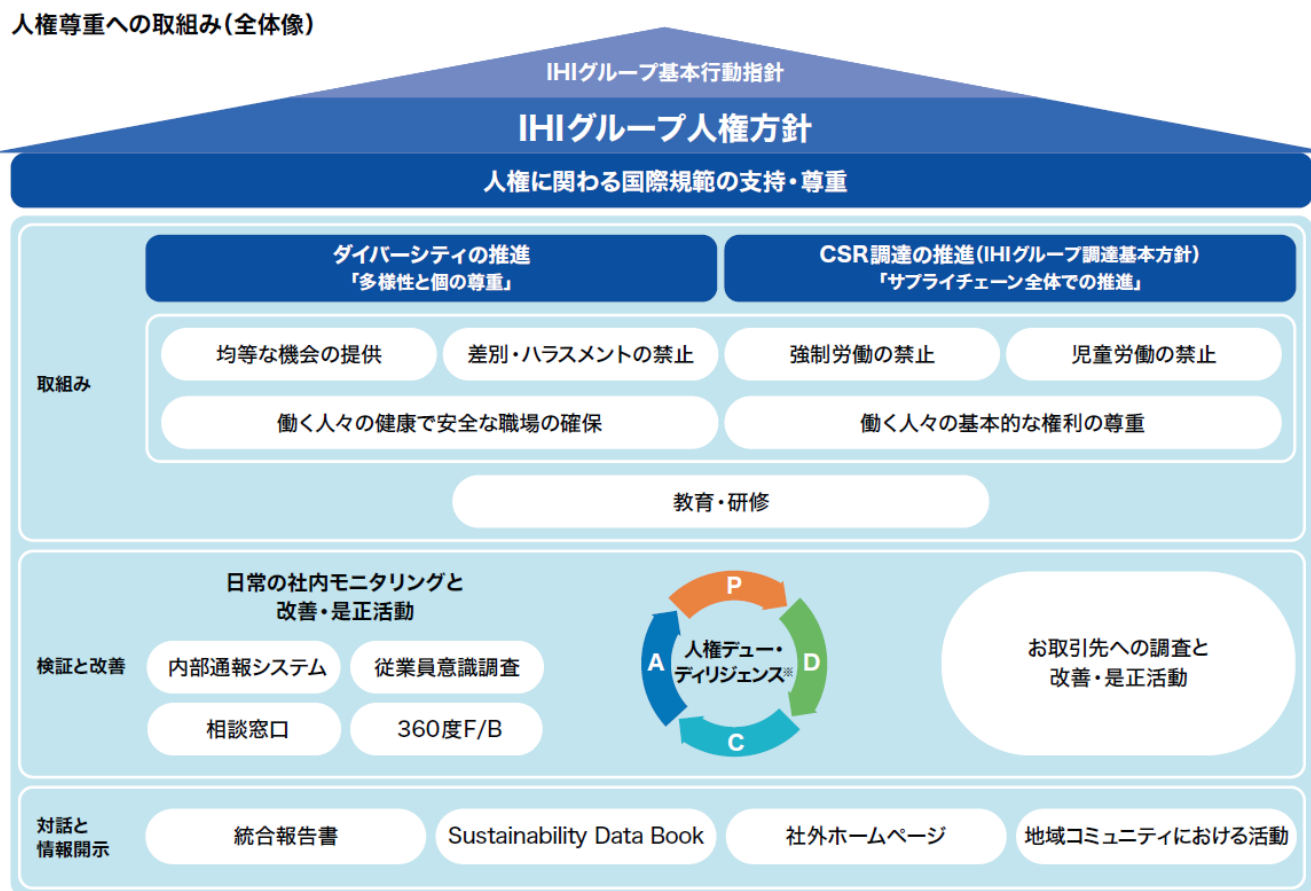 人権尊重への取組み（全体像）
IHIグループ基本行動指針
IHIグループ人権方針
人権に関わる国際規範の支持・尊重
取組み
ダイバーシティの推進
「多様性と個の尊重」
CSR調達の推進（IHIグループ調達基本方針）
「サプライチェーン全体での推進」
均等な機会の提供
差別・ハラスメントの禁止
強制労働の禁止
児童労働の禁止
働く人々の健康で安全な職場の確保
働く人々の基本的な権利の尊重
教育・研修
検証と改善
日常の社内モニタリングと
改善・是正活動
内部通報システム
従業員意識調査
相談窓口
360度F/B
P
D
C
A
人権デュー・
ディリジェンス※
お取引先への調査と
改善・是正活動
対話と
情報開示
統合報告書
Sustainability Data Book
社外ホームページ
地域コミュニティにおける活動